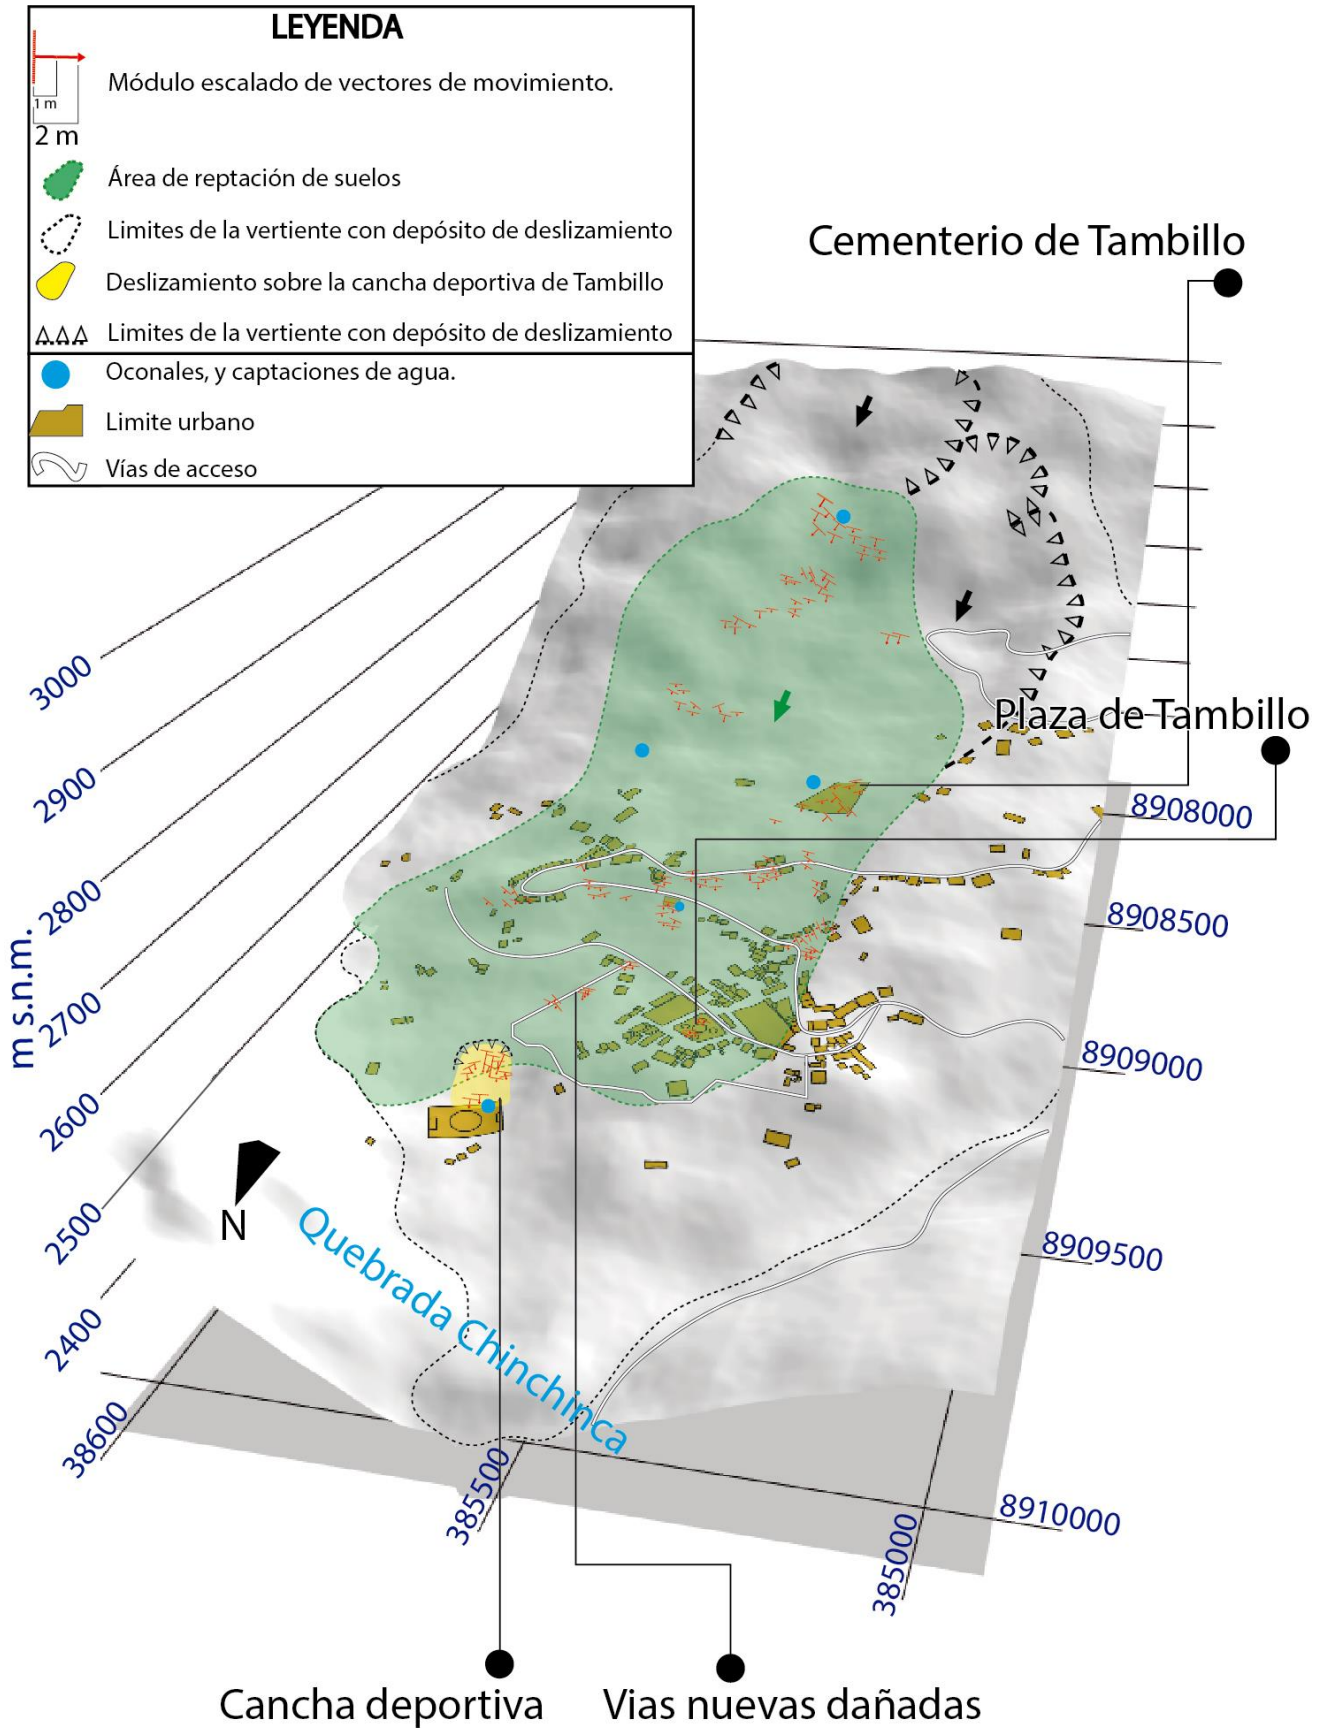 LEYENDA
Módulo escalado de vectores de movimiento.
1 m
2 m
Área de reptación de suelos
Limites de la vertiente con depósito de deslizamiento
Deslizamiento sobre la cancha deportiva de Tambillo
Limites de la vertiente con depósito de deslizamiento
Oconales, y captaciones de agua.
Limite urbano
Vías de acceso
Cementerio de Tambillo
Plaza de Tambillo
3000
2900
2800
2700
2600
2500
2400
m s.n.m.
8908000
8908500
8909000
8909500
8910000
N
Quebrada Chinchinca
38600
385500
385000
Cancha deportiva
Vias nuevas dañadas